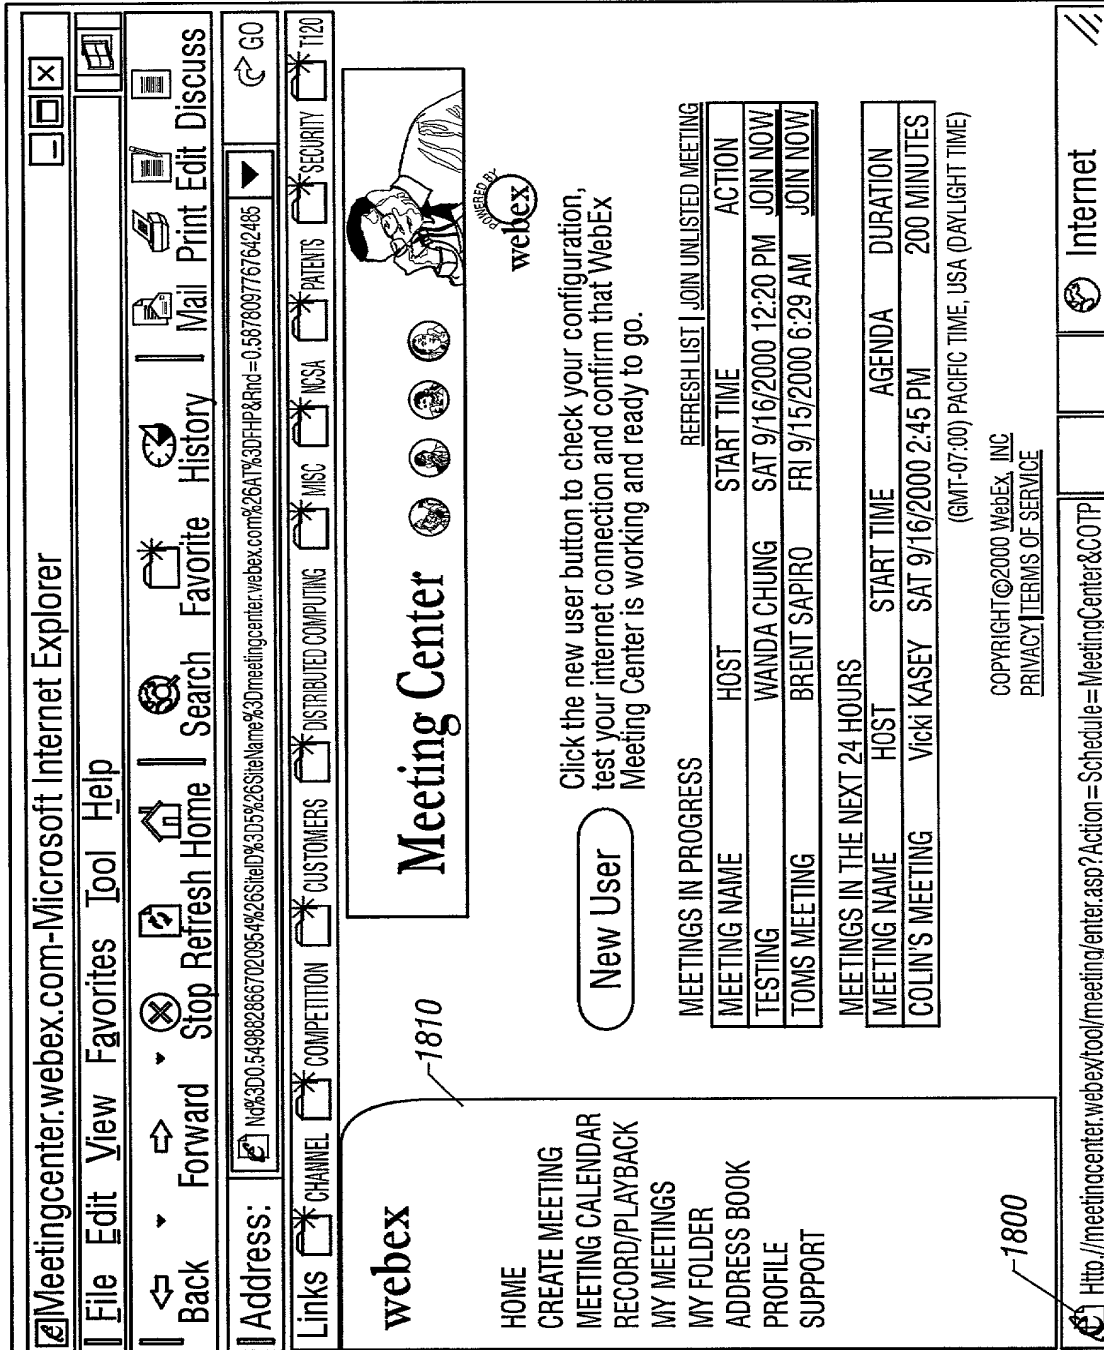 Meetingcenter.webex.com-Microsoft Internet Explorer
File Edit View Favorites Tool Help
Back Forward Stop Refresh Home Search Favorite History Mail Print Edit Discuss
Address: Nd%3D0.5498828667020954%26SiteID%3D5%26SiteName%3Dmeetingcenter.webex.com%26AT%3DFHP&Rnd=0.5878097767642485 GO
Links CHANNEL COMPETITION CUSTOMERS DISTRIBUTED COMPUTING MISC NCSA PATENTS SECURITY T120
webex
1810
Meeting Center
POWERED BY
webex
HOME
CREATE MEETING
MEETING CALENDAR
RECORD/PLAYBACK
MY MEETINGS
MY FOLDER
ADDRESS BOOK
PROFILE
SUPPORT
New User
Click the new user button to check your configuration,
test your internet connection and confirm that WebEx
Meeting Center is working and ready to go.
MEETINGS IN PROGRESS REFRESH LIST | JOIN UNLISTED MEETING
MEETING NAME HOST START TIME ACTION
TESTING WANDA CHUNG SAT 9/16/2000 12:20 PM JOIN NOW
TOMS MEETING BRENT SAPIRO FRI 9/15/2000 6:29 AM JOIN NOW
MEETINGS IN THE NEXT 24 HOURS
MEETING NAME HOST START TIME AGENDA DURATION
COLIN'S MEETING Vicki KASEY SAT 9/16/2000 2:45 PM 200 MINUTES
(GMT-07:00) PACIFIC TIME, USA (DAYLIGHT TIME)
COPYRIGHT©2000 WebEx, INC
PRIVACY|TERMS OF SERVICE
1800
Http://meetingcenter.webex/tool/meeting/enter.asp?Action=Schedule=MeetingCenter&COTP Internet